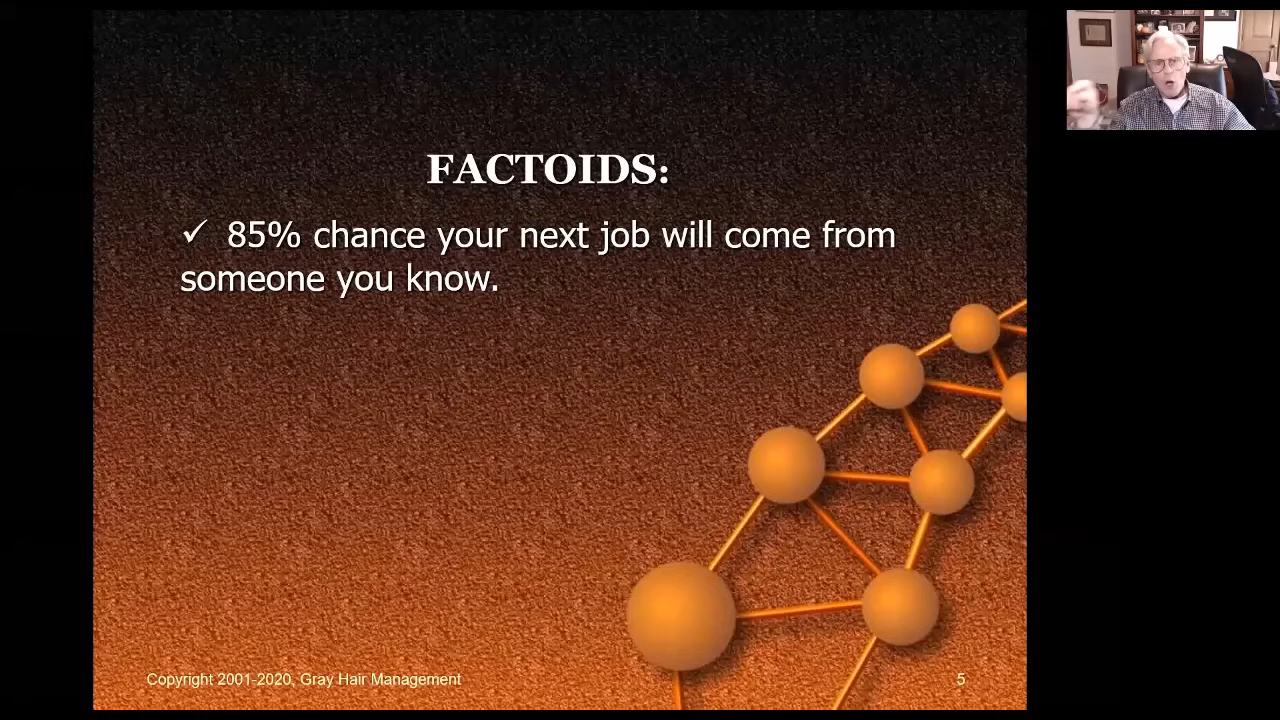 FACTOIDS:
✓ 85% chance your next job will come from
someone you know.
Copyright 2001-2020, Gray Hair Management
5